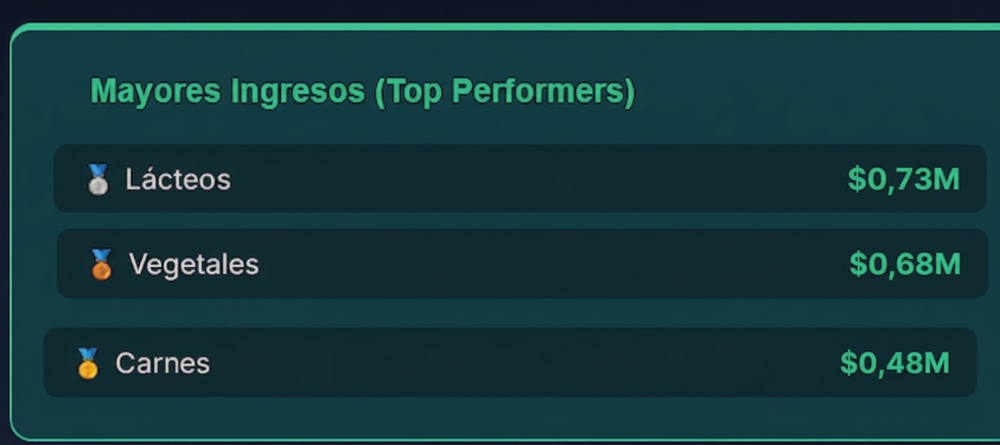 Mayores Ingresos (Top Performers)
🥈 Lácteos $0,73M
🥉 Vegetales $0,68M
🥇 Carnes $0,48M